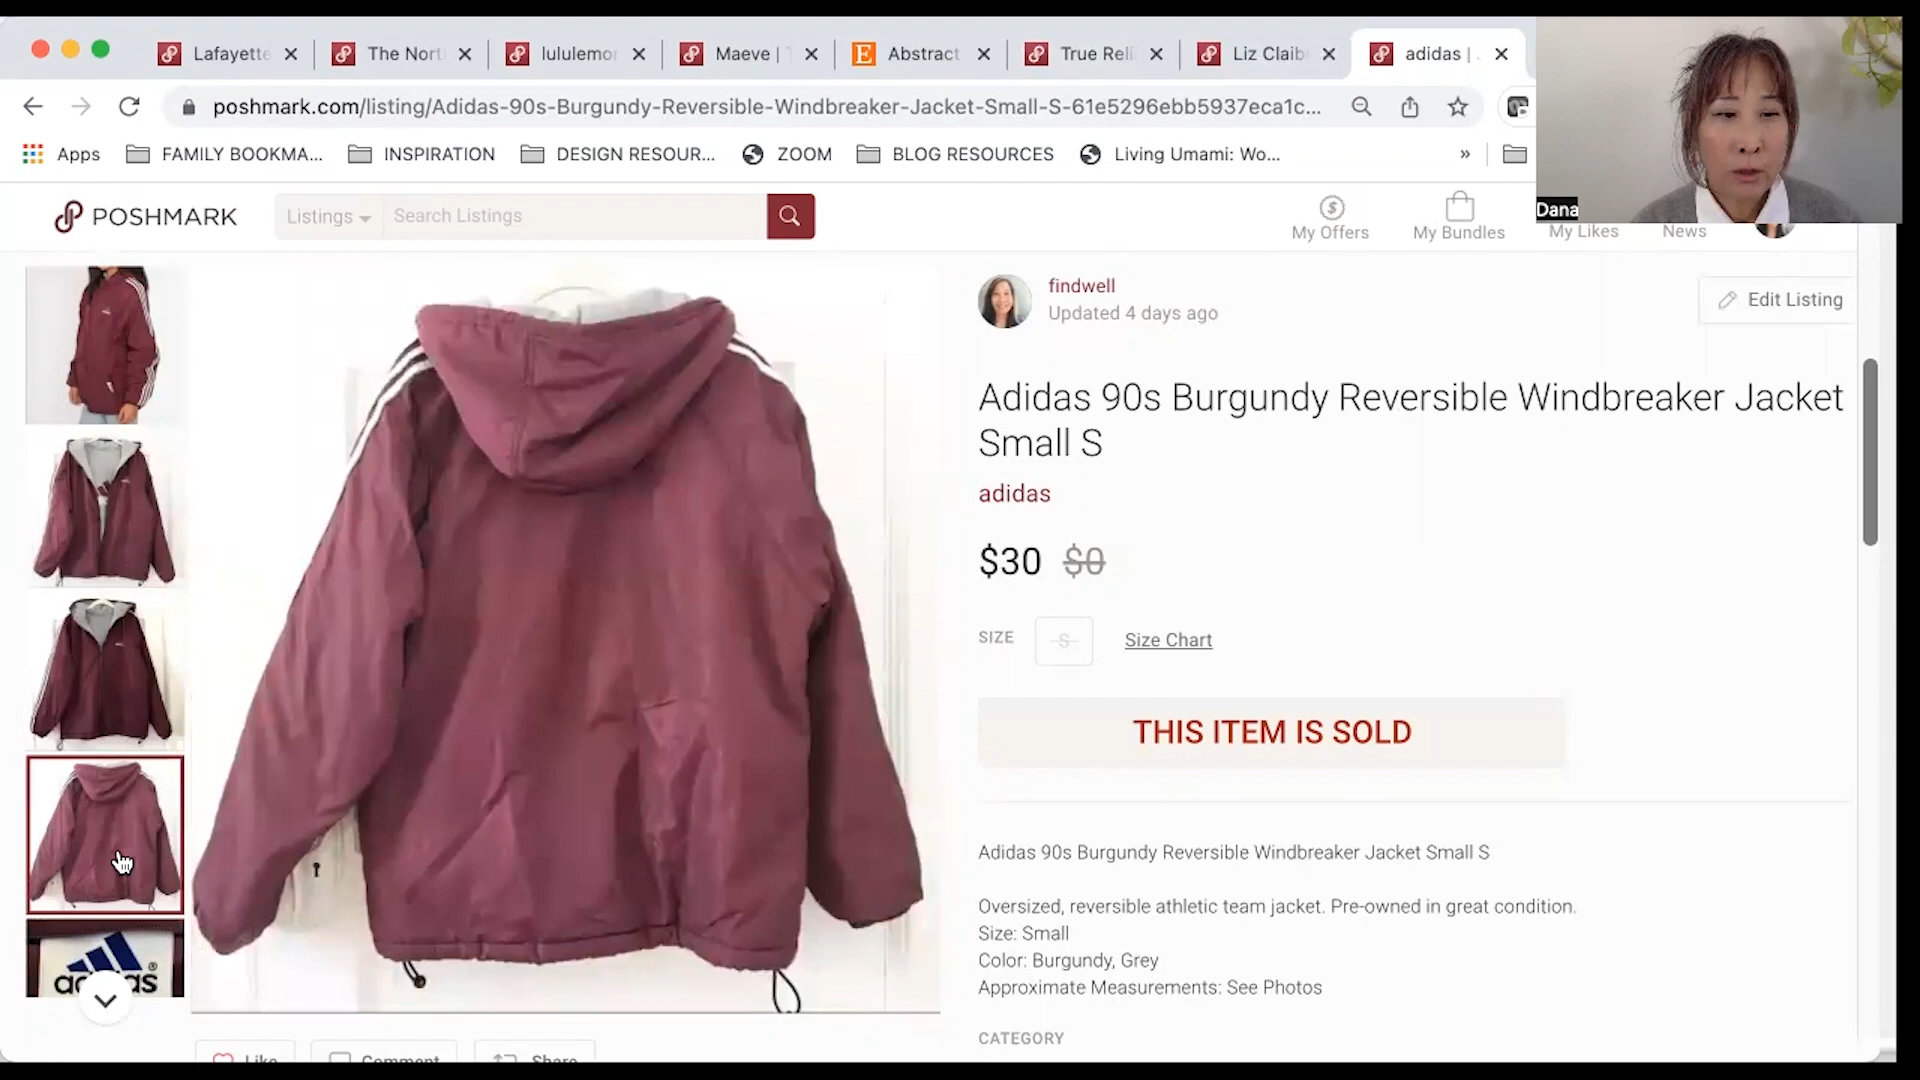 Lafayette
The Nort
lululemor
Maeve | T
Abstract
True Reli
Liz Claib
adidas |
poshmark.com/listing/Adidas-90s-Burgundy-Reversible-Windbreaker-Jacket-Small-S-61e5296ebb5937eca1c...
Apps
FAMILY BOOKMA...
INSPIRATION
DESIGN RESOUR...
ZOOM
BLOG RESOURCES
Living Umami: Wo...
»
Dana
POSHMARK
Listings
Search Listings
My Offers
My Bundles
My Likes
News
findwell
Updated 4 days ago
Edit Listing
Adidas 90s Burgundy Reversible Windbreaker Jacket
Small S
adidas
$30 $0
SIZE
S
Size Chart
THIS ITEM IS SOLD
Adidas 90s Burgundy Reversible Windbreaker Jacket Small S
Oversized, reversible athletic team jacket. Pre-owned in great condition.
Size: Small
Color: Burgundy, Grey
Approximate Measurements: See Photos
CATEGORY
adidas®
Like
Comment
Share